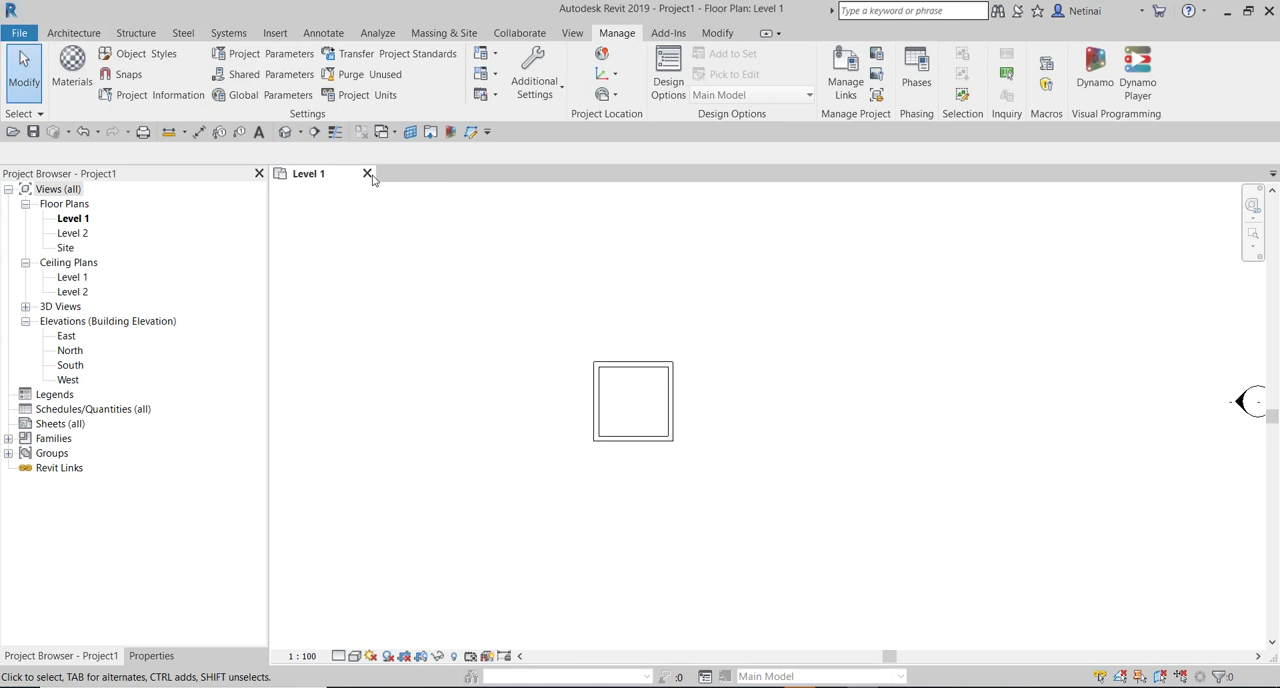 Autodesk Revit 2019 - Project1 - Floor Plan: Level 1
Type a keyword or phrase
Netinai
File Architecture Structure Steel Systems Insert Annotate Analyze Massing & Site Collaborate View Manage Add-Ins Modify
Modify
Materials
Object Styles
Snaps
Project Information
Project Parameters
Shared Parameters
Global Parameters
Transfer Project Standards
Purge Unused
Project Units
Additional
Settings
Design
Options
Add to Set
Pick to Edit
Main Model
Manage
Links
Phases
Dynamo
Dynamo
Player
Select Settings Project Location Design Options Manage Project Phasing Selection Inquiry Macros Visual Programming
Project Browser - Project1
Level 1
Views (all)
Floor Plans
Level 1
Level 2
Site
Ceiling Plans
Level 1
Level 2
3D Views
Elevations (Building Elevation)
East
North
South
West
Legends
Schedules/Quantities (all)
Sheets (all)
Families
Groups
Revit Links
Project Browser - Project1 Properties
1 : 100
Click to select, TAB for alternates, CTRL adds, SHIFT unselects.
:0
Main Model
:0